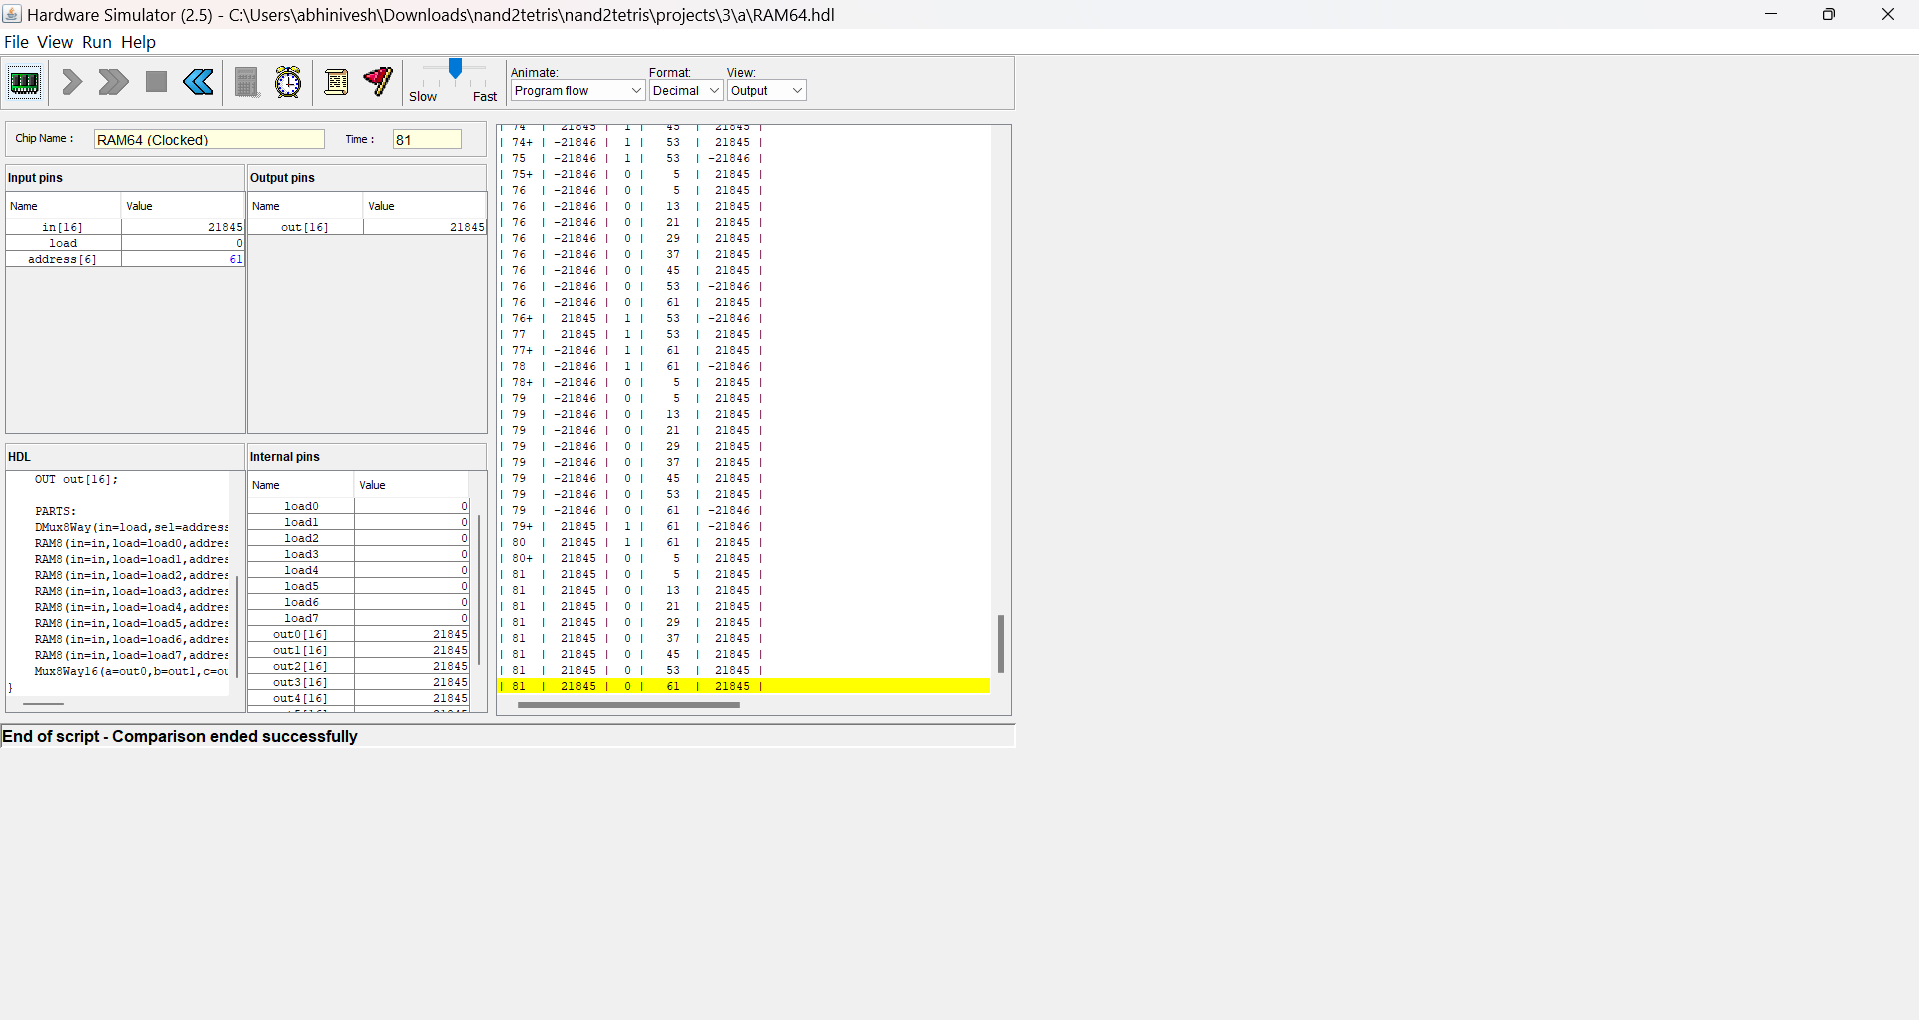 Hardware Simulator (2.5) - C:\Users\abhinivesh\Downloads\nand2tetris\nand2tetris\projects\3\a\RAM64.hdl
File View Run Help
Slow Fast
Animate:
Program flow
Format:
Decimal
View:
Output
Chip Name : RAM64 (Clocked) Time : 81
Input pins
Name Value
in[16] 21845
load 0
address[6] 61
Output pins
Name Value
out[16] 21845
HDL
OUT out[16];
PARTS:
DMux8Way(in=load,sel=address
RAM8(in=in,load=load0,addres
RAM8(in=in,load=load1,addres
RAM8(in=in,load=load2,addres
RAM8(in=in,load=load3,addres
RAM8(in=in,load=load4,addres
RAM8(in=in,load=load5,addres
RAM8(in=in,load=load6,addres
RAM8(in=in,load=load7,addres
Mux8Way16(a=out0,b=out1,c=ou
}
Internal pins
Name Value
load0 0
load1 0
load2 0
load3 0
load4 0
load5 0
load6 0
load7 0
out0[16] 21845
out1[16] 21845
out2[16] 21845
out3[16] 21845
out4[16] 21845
| 74 | 21845 | 1 | 45 | 21845 |
| 74+ | -21846 | 1 | 53 | 21845 |
| 75 | -21846 | 1 | 53 | -21846 |
| 75+ | -21846 | 0 | 5 | 21845 |
| 76 | -21846 | 0 | 5 | 21845 |
| 76 | -21846 | 0 | 13 | 21845 |
| 76 | -21846 | 0 | 21 | 21845 |
| 76 | -21846 | 0 | 29 | 21845 |
| 76 | -21846 | 0 | 37 | 21845 |
| 76 | -21846 | 0 | 45 | 21845 |
| 76 | -21846 | 0 | 53 | -21846 |
| 76 | -21846 | 0 | 61 | 21845 |
| 76+ | 21845 | 1 | 53 | -21846 |
| 77 | 21845 | 1 | 53 | 21845 |
| 77+ | -21846 | 1 | 61 | 21845 |
| 78 | -21846 | 1 | 61 | -21846 |
| 78+ | -21846 | 0 | 5 | 21845 |
| 79 | -21846 | 0 | 5 | 21845 |
| 79 | -21846 | 0 | 13 | 21845 |
| 79 | -21846 | 0 | 21 | 21845 |
| 79 | -21846 | 0 | 29 | 21845 |
| 79 | -21846 | 0 | 37 | 21845 |
| 79 | -21846 | 0 | 45 | 21845 |
| 79 | -21846 | 0 | 53 | 21845 |
| 79 | -21846 | 0 | 61 | -21846 |
| 79+ | 21845 | 1 | 61 | -21846 |
| 80 | 21845 | 1 | 61 | 21845 |
| 80+ | 21845 | 0 | 5 | 21845 |
| 81 | 21845 | 0 | 5 | 21845 |
| 81 | 21845 | 0 | 13 | 21845 |
| 81 | 21845 | 0 | 21 | 21845 |
| 81 | 21845 | 0 | 29 | 21845 |
| 81 | 21845 | 0 | 37 | 21845 |
| 81 | 21845 | 0 | 45 | 21845 |
| 81 | 21845 | 0 | 53 | 21845 |
| 81 | 21845 | 0 | 61 | 21845 |
End of script - Comparison ended successfully